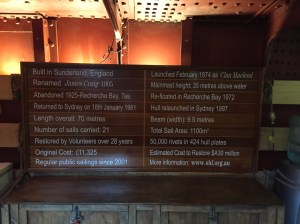 Built in Sunderland, England
Renamed James Craig 1905
Abandoned 1925-Recherche Bay, Tas
Returned to Sydney on 18th January 1981
Length overall: 70 metres
Number of sails carried: 21
Restored by Volunteers over 28 years
Original Cost: £11,325
Regular public sailings since 2001
Launched February 1874 as Clan Macleod
Mainmast height: 38 metres above water
Re-floated in Recherche Bay 1972
Hull relaunched in Sydney 1997
Beam (width): 9.6 metres
Total Sail Area: 1100m²
50,000 rivets in 424 hull plates
Estimated Cost to Restore $A30 million
More information: www.shf.org.au